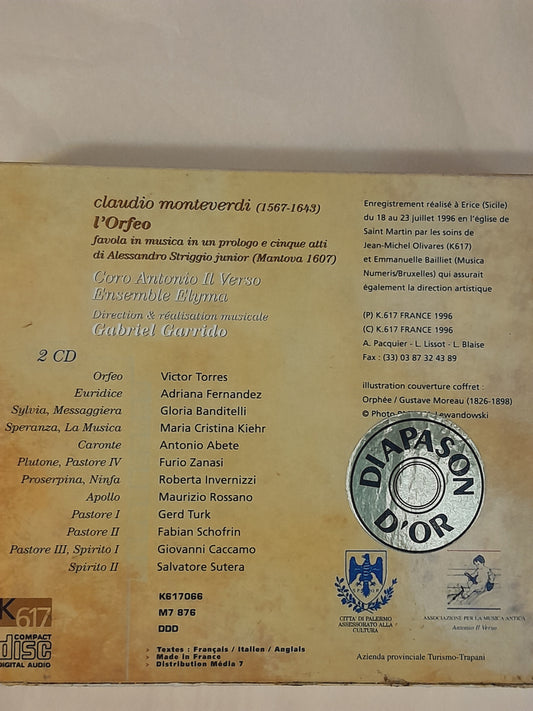 claudio monteverdi (1567-1643)
l'Orfeo
favola in musica in un prologo e cinque atti
di Alessandro Striggio junior (Mantova 1607)
Coro Antonio Il Verso
Ensemble Elyma
Direction & réalisation musicale
Gabriel Garrido
2 CD
Orfeo Victor Torres
Euridice Adriana Fernandez
Sylvia, Messaggiera Gloria Banditelli
Speranza, La Musica Maria Cristina Kiehr
Caronte Antonio Abete
Plutone, Pastore IV Furio Zanasi
Proserpina, Ninfa Roberta Invernizzi
Apollo Maurizio Rossano
Pastore I Gerd Turk
Pastore II Fabian Schofrin
Pastore III, Spirito I Giovanni Caccamo
Spirito II Salvatore Sutera
K617066
M7 876
DDD
Textes : Français / Italien / Anglais
Made in France
Distribution Média 7
K617
COMPACT
disc
DIGITAL AUDIO
Enregistrement réalisé à Erice (Sicile)
du 18 au 23 juillet 1996 en l'église de
Saint Martin par les soins de
Jean-Michel Olivares (K617)
et Emmanuelle Bailliet (Musica
Numeris/Bruxelles) qui assurait
également la direction artistique
(P) K.617 FRANCE 1996
(C) K.617 FRANCE 1996
A. Pacquier - L. Lissot - L. Blaise
Fax : (33) 03 87 32 43 89
illustration couverture coffret :
Orphée / Gustave Moreau (1826-1898)
© Photo Lewandowski
DIAPASON
D'OR
CITTÀ DI PALERMO
ASSESSORATO ALLA
CULTURA
ASSOCIAZIONE PER LA MUSICA ANTICA
Antonio Il Verso
Azienda provinciale Turismo-Trapani